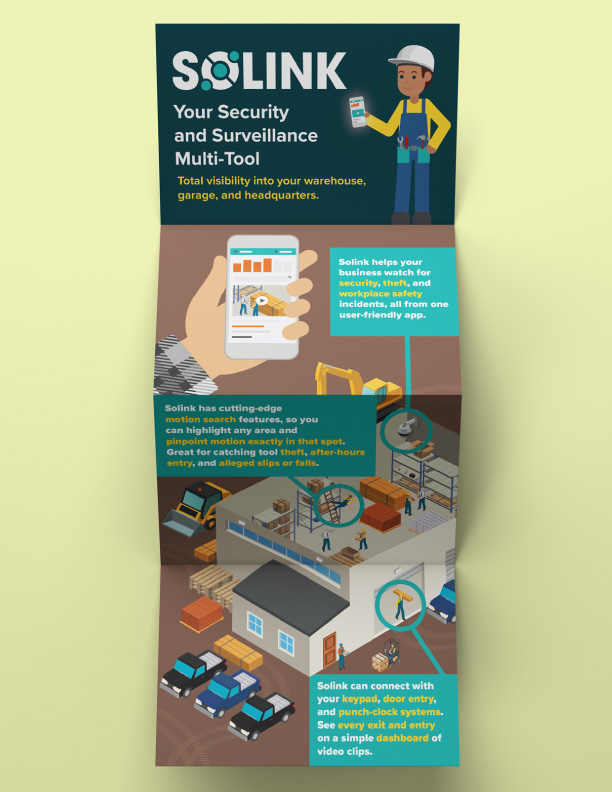 SOLINK
Your Security
and Surveillance
Multi-Tool
Total visibility into your warehouse,
garage, and headquarters.
Solink helps your
business watch for
security, theft, and
workplace safety
incidents, all from one
user-friendly app.
Solink has cutting-edge
motion search features, so you
can highlight any area and
pinpoint motion exactly in that spot.
Great for catching tool theft, after-hours
entry, and alleged slips or falls.
Solink can connect with
your keypad, door entry,
and punch-clock systems.
See every exit and entry
on a simple dashboard of
video clips.